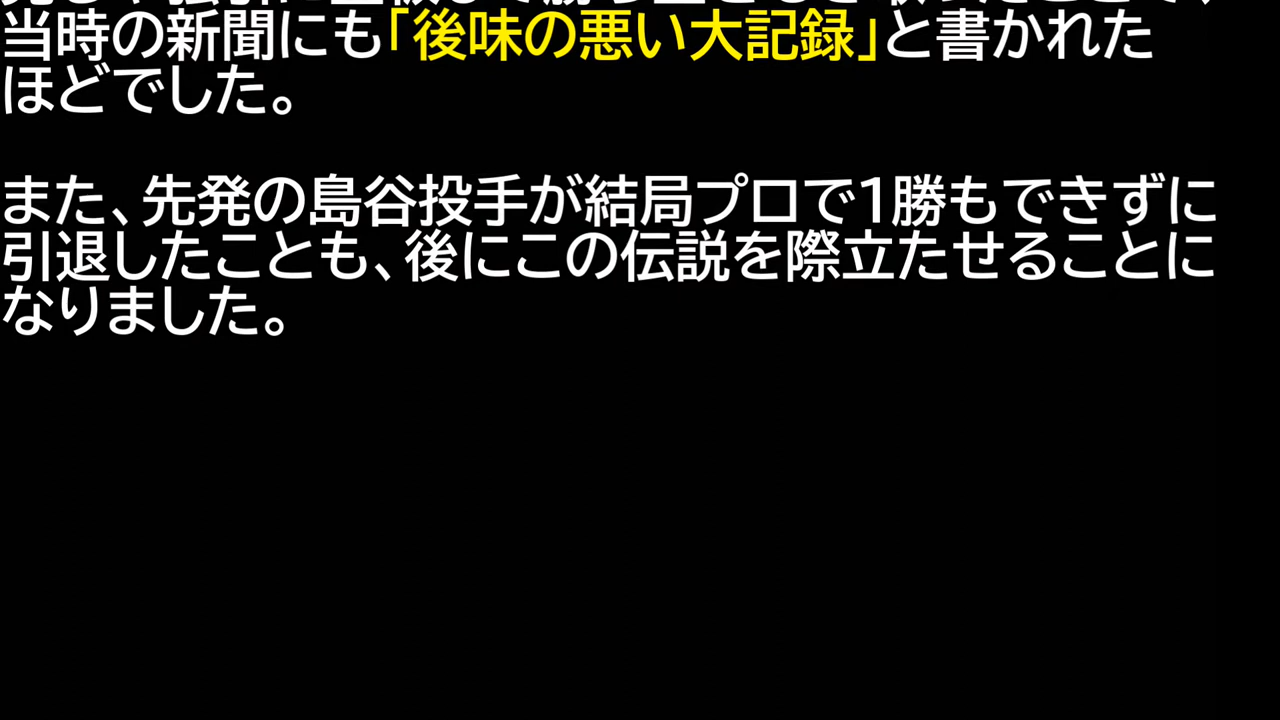 当時の新聞にも「後味の悪い大記録」と書かれた
ほどでした。
また、先発の島谷投手が結局プロで1勝もできずに
引退したことも、後にこの伝説を際立たせることに
なりました。